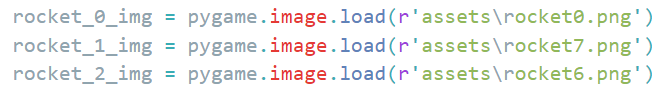 rocket_0_img = pygame.image.load(r'assets\rocket0.png')
rocket_1_img = pygame.image.load(r'assets\rocket7.png')
rocket_2_img = pygame.image.load(r'assets\rocket6.png')